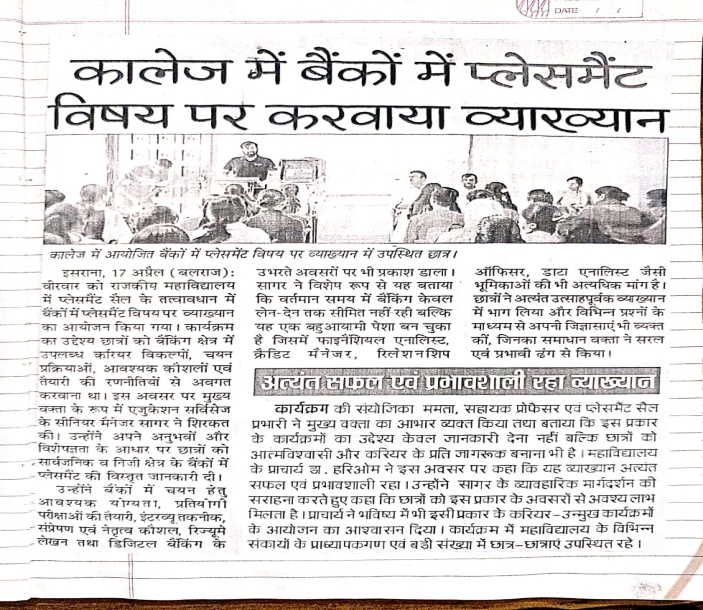 DATE / /
कालेज में बैंकों में प्लेसमैंट
विषय पर करवाया व्याख्यान
कालेज में आयोजित बैंकों में प्लेसमेंट विषय पर व्याख्यान में उपस्थित छात्र।
इसराना, 17 अप्रैल (बलराज):
वीरवार को राजकीय महाविद्यालय
में प्लेसमेंट सैल के तत्वावधान में
बैंकों में प्लेसमेंट विषय पर व्याख्यान
का आयोजन किया गया। कार्यक्रम
का उद्देश्य छात्रों को बैंकिंग क्षेत्र में
उपलब्ध करियर विकल्पों, चयन
प्रक्रियाओं, आवश्यक कौशलों एवं
तैयारी की रणनीतियों से अवगत
करवाना था। इस अवसर पर मुख्य
वक्ता के रूप में एजुकेशन सर्विसेज
के सीनियर मैनेजर सागर ने शिरकत
की। उन्होंने अपने अनुभवों और
विशेषज्ञता के आधार पर छात्रों को
सार्वजनिक व निजी क्षेत्र के बैंकों में
प्लेसमेंट की विस्तृत जानकारी दी।
उन्होंने बैंकों में चयन हेतु
आवश्यक योग्यता, प्रतियोगी
परीक्षाओं की तैयारी, इंटरव्यू तकनीक,
संप्रेषण एवं नेतृत्व कौशल, रिज्यूमे
लेखन तथा डिजिटल बैंकिंग के
उभरते अवसरों पर भी प्रकाश डाला।
सागर ने विशेष रूप से यह बताया
कि वर्तमान समय में बैंकिंग केवल
लेन-देन तक सीमित नहीं रही बल्कि
यह एक बहुआयामी पेशा बन चुका
है जिसमें फाइनैंशियल एनालिस्ट,
क्रैडिट मैनेजर, रिलेशनशिप
ऑफिसर, डाटा एनालिस्ट जैसी
भूमिकाओं की भी अत्यधिक मांग है।
छात्रों ने अत्यंत उत्साहपूर्वक व्याख्यान
में भाग लिया और विभिन्न प्रश्नों के
माध्यम से अपनी जिज्ञासाएं भी व्यक्त
कीं, जिनका समाधान वक्ता ने सरल
एवं प्रभावी ढंग से किया।
अत्यंत सफल एवं प्रभावशाली रहा व्याख्यान
कार्यक्रम की संयोजिका ममता, सहायक प्रोफैसर एवं प्लेसमैंट सैल
प्रभारी ने मुख्य वक्ता का आभार व्यक्त किया तथा बताया कि इस प्रकार
के कार्यक्रमों का उद्देश्य केवल जानकारी देना नहीं बल्कि छात्रों को
आत्मविश्वासी और करियर के प्रति जागरूक बनाना भी है। महाविद्यालय
के प्राचार्य डा. हरिओम ने इस अवसर पर कहा कि यह व्याख्यान अत्यंत
सफल एवं प्रभावशाली रहा। उन्होंने सागर के व्यावहारिक मार्गदर्शन की
सराहना करते हुए कहा कि छात्रों को इस प्रकार के अवसरों से अवश्य लाभ
मिलता है। प्राचार्य ने भविष्य में भी इसी प्रकार के करियर-उन्मुख कार्यक्रमों
के आयोजन का आश्वासन दिया। कार्यक्रम में महाविद्यालय के विभिन्न
संकायों के प्राध्यापकगण एवं बड़ी संख्या में छात्र-छात्राएं उपस्थित रहे।